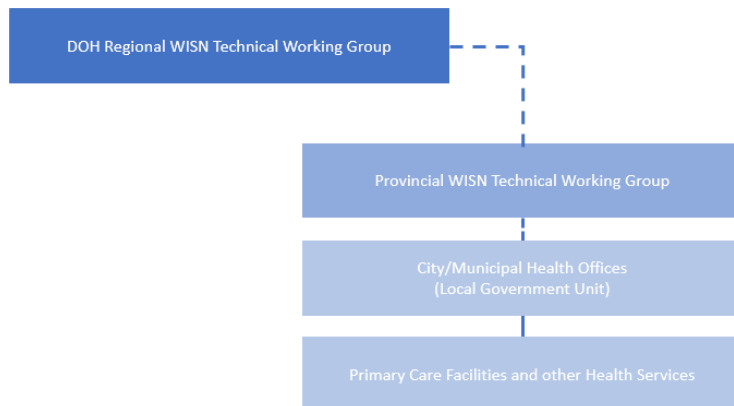 DOH Regional WISN Technical Working Group
Provincial WISN Technical Working Group
City/Municipal Health Offices
(Local Government Unit)
Primary Care Facilities and other Health Services